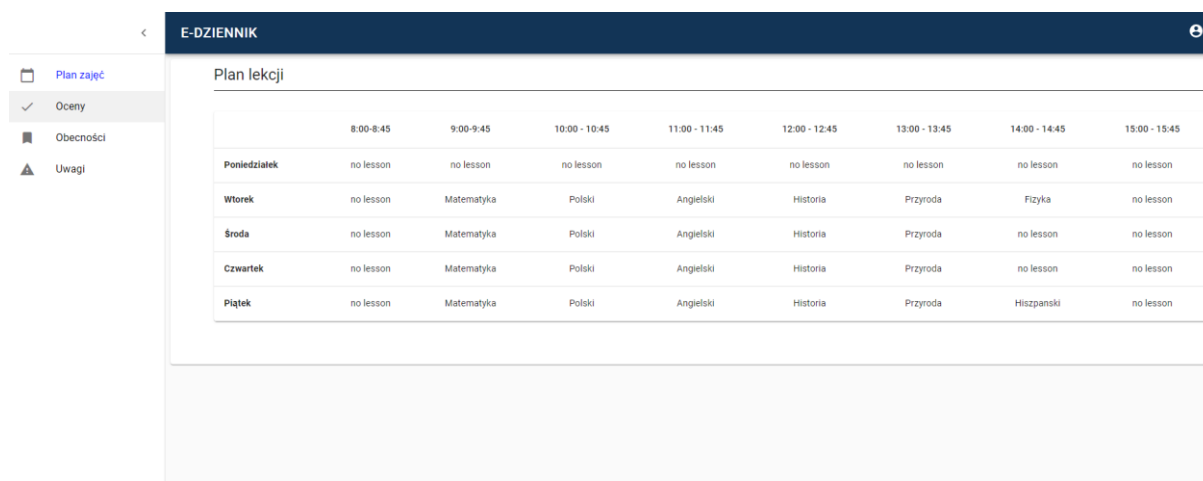 E-DZIENNIK
Plan zajęć
Oceny
Obecności
Uwagi
Plan lekcji
8:00-8:45 9:00-9:45 10:00 - 10:45 11:00 - 11:45 12:00 - 12:45 13:00 - 13:45 14:00 - 14:45 15:00 - 15:45
Poniedziałek no lesson no lesson no lesson no lesson no lesson no lesson no lesson no lesson
Wtorek no lesson Matematyka Polski Angielski Historia Przyroda Fizyka no lesson
Środa no lesson Matematyka Polski Angielski Historia Przyroda no lesson no lesson
Czwartek no lesson Matematyka Polski Angielski Historia Przyroda no lesson no lesson
Piątek no lesson Matematyka Polski Angielski Historia Przyroda Hiszpanski no lesson